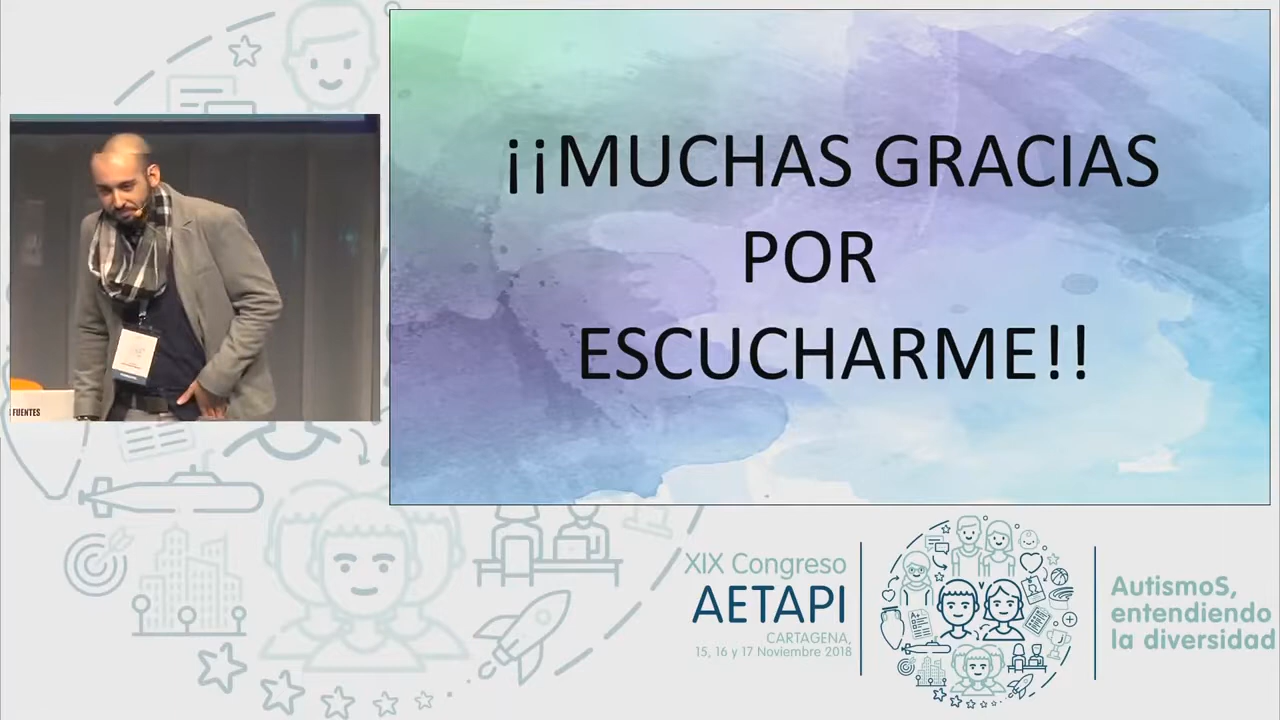 ¡¡MUCHAS GRACIAS
POR
ESCUCHARME!!
FUENTES
XIX Congreso
AETAPI
CARTAGENA,
15, 16 y 17 Noviembre 2018
AutismoS,
entendiendo
la diversidad